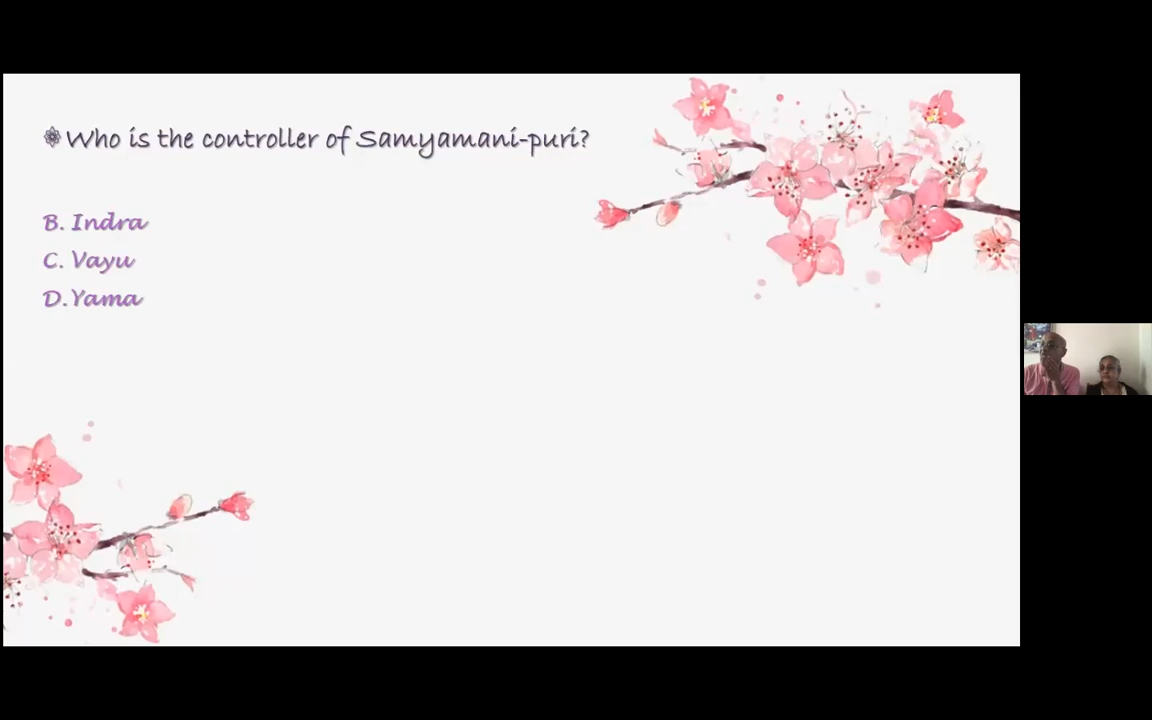 Who is the controller of Samyamani-puri?
B. Indra
C. Vayu
D. Yama